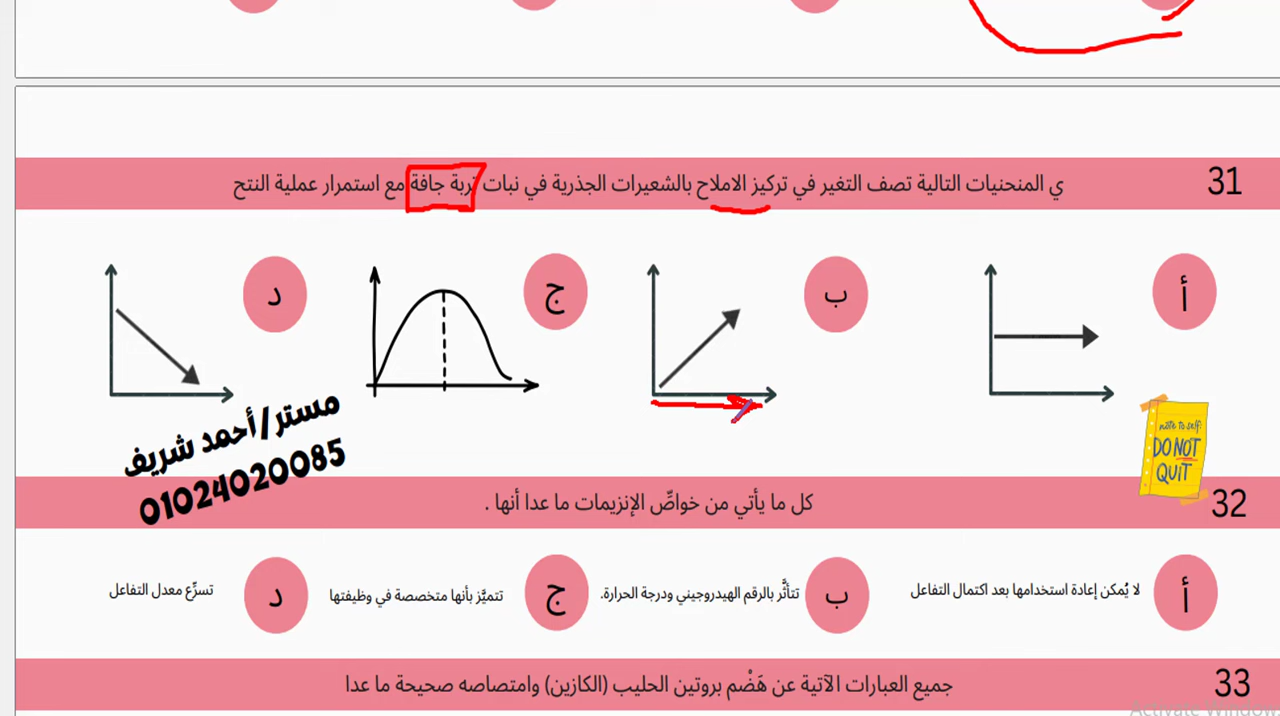 31
ي المنحنيات التالية تصف التغير في تركيز الاملاح بالشعيرات الجذرية في نبات تربة جافة مع استمرار عملية النتح
أ
ب
ج
د
note to self:
DO NOT
QUIT
مستر/أحمد شريف
01024020085
32
كل ما يأتي من خواصِّ الإنزيمات ما عدا أنها .
أ
لا يُمكن إعادة استخدامها بعد اكتمال التفاعل
ب
تتأثَّر بالرقم الهيدروجيني ودرجة الحرارة.
ج
تتميَّز بأنها متخصصة في وظيفتها
د
تسرِّع معدل التفاعل
33
جميع العبارات الآتية عن هَضْم بروتين الحليب (الكازين) وامتصاصه صحيحة ما عدا